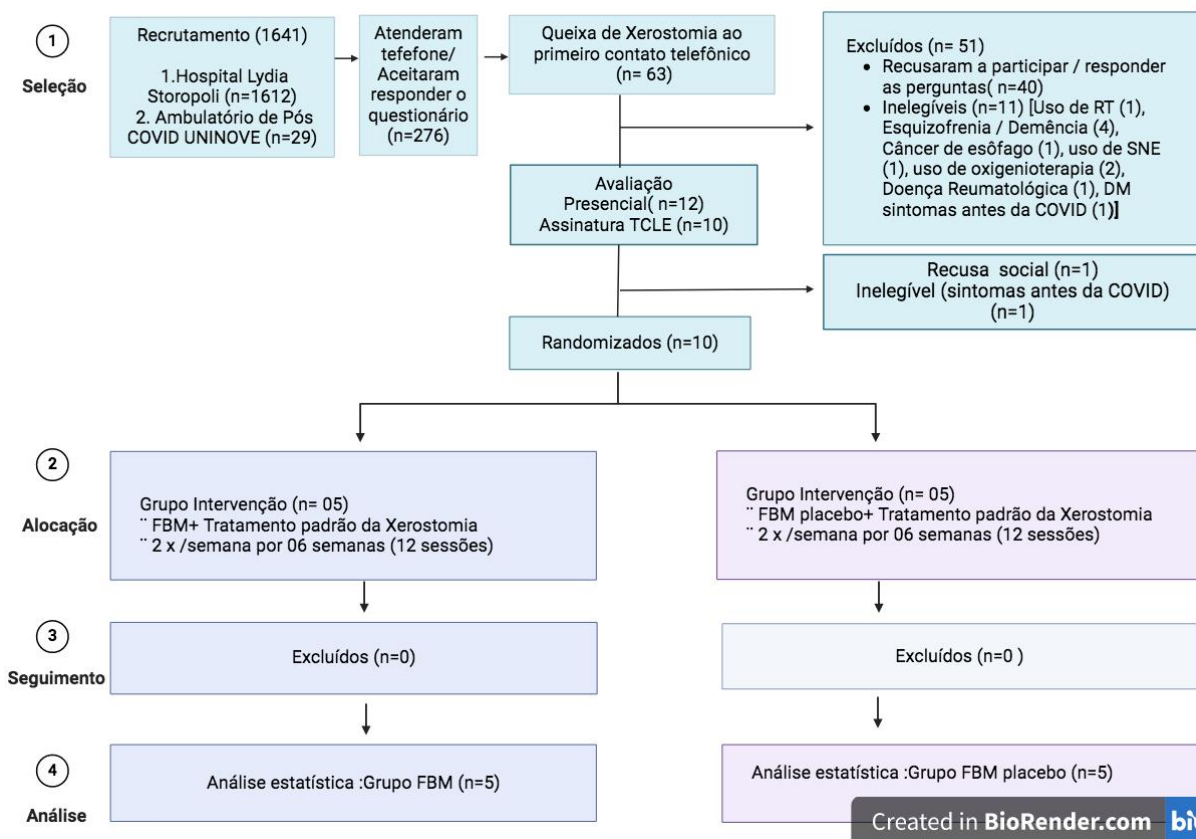 1
Seleção
Recrutamento (1641)
1.Hospital Lydia
Storopoli (n=1612)
2. Ambulatório de Pós
COVID UNINOVE (n=29)
Atenderam
tefefone/
Aceitaram
responder o
questionário
(n=276)
Queixa de Xerostomia ao
primeiro contato telefônico
(n= 63)
Excluídos (n= 51)
• Recusaram a participar / responder
as perguntas( n=40)
• Inelegíveis (n=11) [Uso de RT (1),
Esquizofrenia / Demência (4),
Câncer de esôfago (1), uso de SNE
(1), uso de oxigenioterapia (2),
Doença Reumatológica (1), DM
sintomas antes da COVID (1)]
Avaliação
Presencial( n=12)
Assinatura TCLE (n=10)
Recusa social (n=1)
Inelegível (sintomas antes da COVID)
(n=1)
Randomizados (n=10)
2
Alocação
Grupo Intervenção (n= 05)
¨ FBM+ Tratamento padrão da Xerostomia
¨ 2 x /semana por 06 semanas (12 sessões)
Grupo Intervenção (n= 05)
¨ FBM placebo+ Tratamento padrão da Xerostomia
¨ 2 x /semana por 06 semanas (12 sessões)
3
Seguimento
Excluídos (n=0)
Excluídos (n=0 )
4
Análise
Análise estatística :Grupo FBM (n=5)
Análise estatística :Grupo FBM placebo (n=5)
Created in BioRender.com